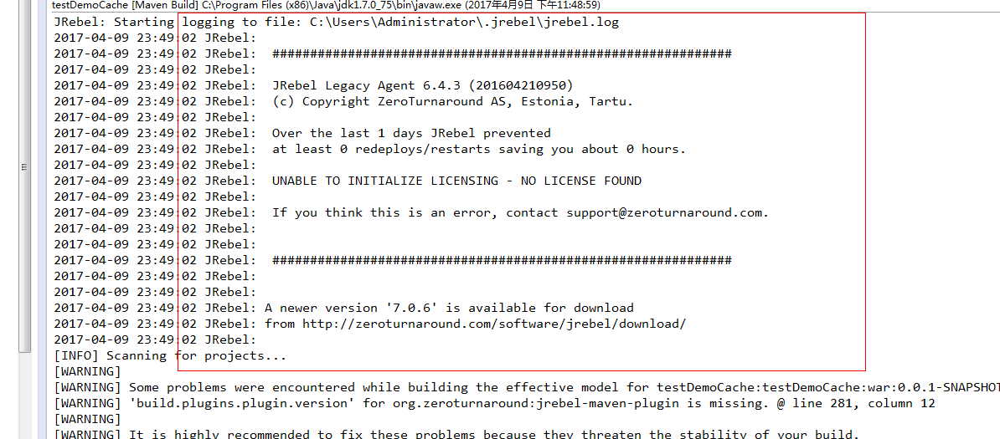 testDemoCache [Maven Build] C:\Program Files (x86)\Java\jdk1.7.0_75\bin\javaw.exe (2017年4月9日 下午11:48:59)
JRebel: Starting logging to file: C:\Users\Administrator\.jrebel\jrebel.log
2017-04-09 23:49:02 JRebel:
2017-04-09 23:49:02 JRebel:  #############################################################
2017-04-09 23:49:02 JRebel:
2017-04-09 23:49:02 JRebel:  JRebel Legacy Agent 6.4.3 (201604210950)
2017-04-09 23:49:02 JRebel:  (c) Copyright ZeroTurnaround AS, Estonia, Tartu.
2017-04-09 23:49:02 JRebel:
2017-04-09 23:49:02 JRebel:  Over the last 1 days JRebel prevented
2017-04-09 23:49:02 JRebel:  at least 0 redeploys/restarts saving you about 0 hours.
2017-04-09 23:49:02 JRebel:
2017-04-09 23:49:02 JRebel:  UNABLE TO INITIALIZE LICENSING - NO LICENSE FOUND
2017-04-09 23:49:02 JRebel:
2017-04-09 23:49:02 JRebel:  If you think this is an error, contact support@zeroturnaround.com.
2017-04-09 23:49:02 JRebel:
2017-04-09 23:49:02 JRebel:
2017-04-09 23:49:02 JRebel:  #############################################################
2017-04-09 23:49:02 JRebel:
2017-04-09 23:49:02 JRebel:
2017-04-09 23:49:02 JRebel: A newer version '7.0.6' is available for download
2017-04-09 23:49:02 JRebel: from http://zeroturnaround.com/software/jrebel/download/
2017-04-09 23:49:02 JRebel:
[INFO] Scanning for projects...
[WARNING]
[WARNING] Some problems were encountered while building the effective model for testDemoCache:testDemoCache:war:0.0.1-SNAPSHOT
[WARNING] 'build.plugins.plugin.version' for org.zeroturnaround:jrebel-maven-plugin is missing. @ line 281, column 12
[WARNING]
[WARNING] It is highly recommended to fix these problems because they threaten the stability of your build.